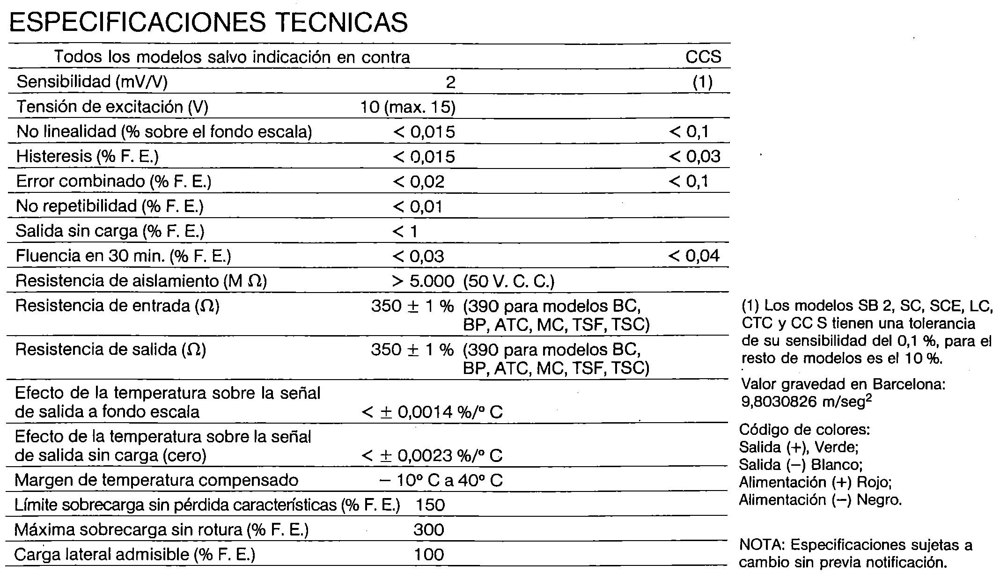 ESPECIFICACIONES TECNICAS
Todos los modelos salvo indicación en contra CCS
Sensibilidad (mV/V) 2 (1)
Tensión de excitación (V) 10 (max. 15)
No linealidad (% sobre el fondo escala) < 0,015 < 0,1
Histeresis (% F. E.) < 0,015 < 0,03
Error combinado (% F. E.) < 0,02 < 0,1
No repetibilidad (% F. E.) < 0,01
Salida sin carga (% F. E.) < 1
Fluencia en 30 min. (% F. E.) < 0,03 < 0,04
Resistencia de aislamiento (M Ω) > 5.000 (50 V. C. C.)
Resistencia de entrada (Ω) 350 ± 1 % (390 para modelos BC,
BP, ATC, MC, TSF, TSC)
Resistencia de salida (Ω) 350 ± 1 % (390 para modelos BC,
BP, ATC, MC, TSF, TSC)
Efecto de la temperatura sobre la señal
de salida a fondo escala < ± 0,0014 %/º C
Efecto de la temperatura sobre la señal
de salida sin carga (cero) < ± 0,0023 %/º C
Margen de temperatura compensado – 10º C a 40º C
Límite sobrecarga sin pérdida características (% F. E.) 150
Máxima sobrecarga sin rotura (% F. E.) 300
Carga lateral admisible (% F. E.) 100
(1) Los modelos SB 2, SC, SCE, LC,
CTC y CC S tienen una tolerancia
de su sensibilidad del 0,1 %, para el
resto de modelos es el 10 %.
Valor gravedad en Barcelona:
9,8030826 m/seg²
Código de colores:
Salida (+), Verde;
Salida (–) Blanco;
Alimentación (+) Rojo;
Alimentación (–) Negro.
NOTA: Especificaciones sujetas a
cambio sin previa notificación.